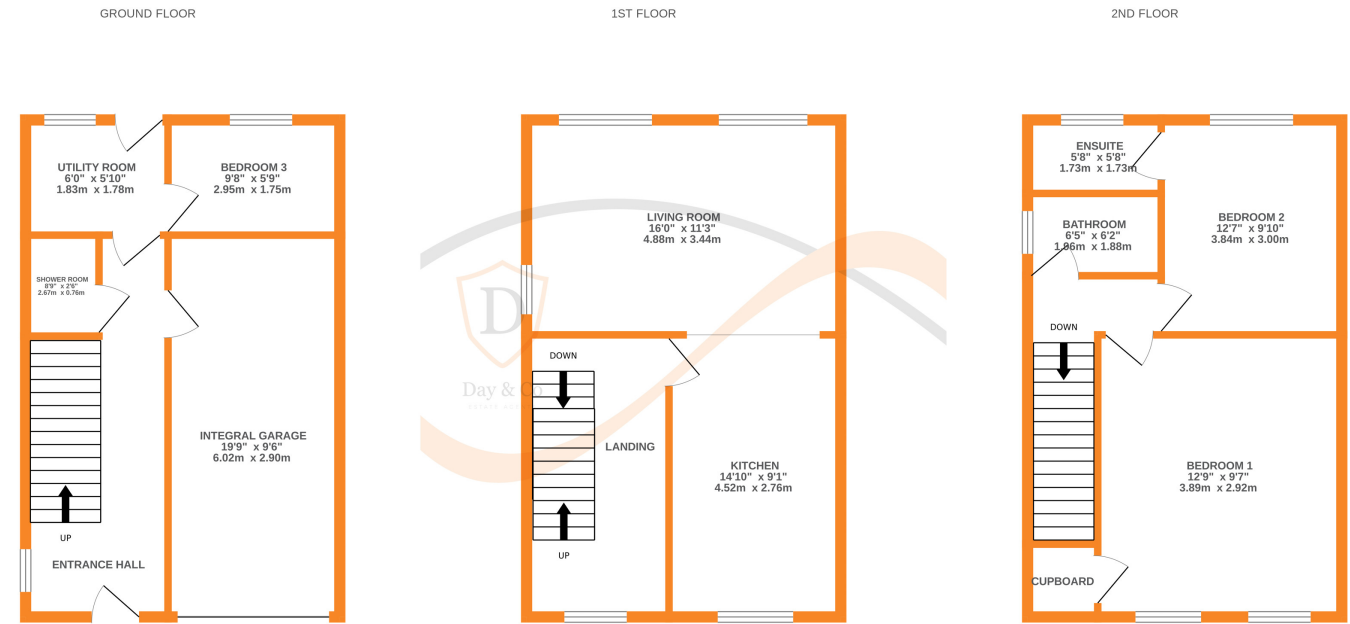 GROUND FLOOR
UTILITY ROOM
6'0" x 5'10"
1.83m x 1.78m
BEDROOM 3
9'8" x 5'9"
2.95m x 1.75m
SHOWER ROOM
8'9" x 2'6"
2.67m x 0.76m
INTEGRAL GARAGE
19'9" x 9'6"
6.02m x 2.90m
UP
ENTRANCE HALL
1ST FLOOR
LIVING ROOM
16'0" x 11'3"
4.88m x 3.44m
D
Day & Co
DOWN
LANDING
KITCHEN
14'10" x 9'1"
4.52m x 2.76m
UP
2ND FLOOR
ENSUITE
5'8" x 5'8"
1.73m x 1.73m
BATHROOM
6'5" x 6'2"
1.96m x 1.88m
BEDROOM 2
12'7" x 9'10"
3.84m x 3.00m
DOWN
BEDROOM 1
12'9" x 9'7"
3.89m x 2.92m
CUPBOARD